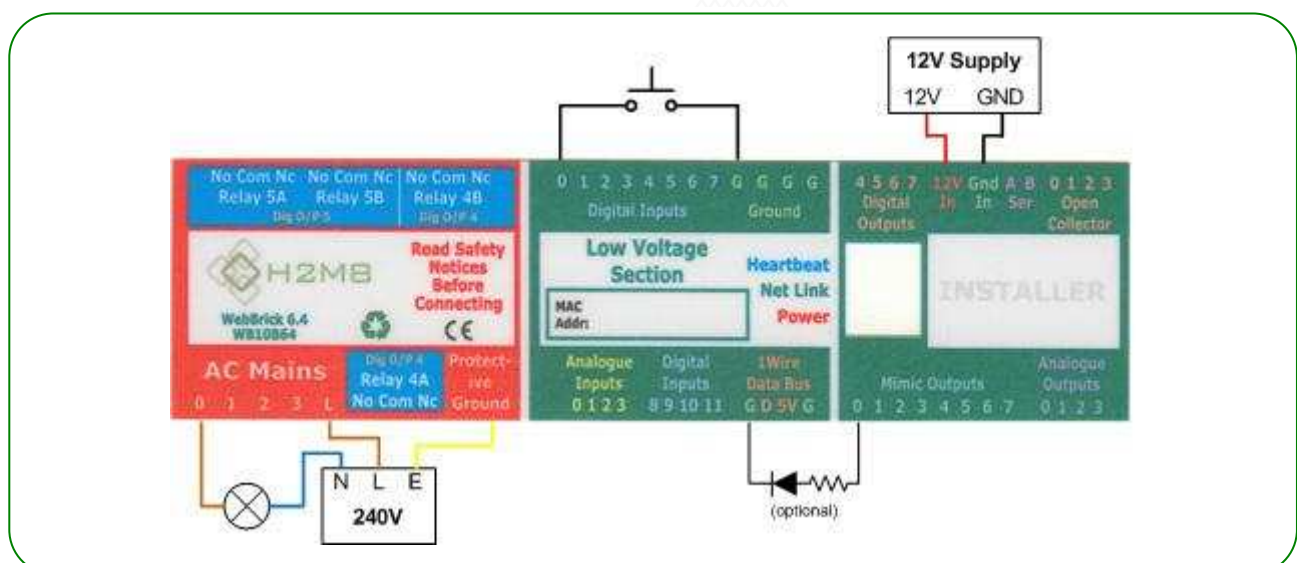 12V Supply
12V GND
No Com Nc No Com Nc No Com Nc
Relay 5A Relay 5B Relay 4B
Dig O/P 5 Dig O/P 4
H2M8
WebBrick 6.4
WB10B64
Road Safety
Notices
Before
Connecting
CE
AC Mains
0 1 2 3 L
Dig O/P 4
Relay 4A
No Com Nc
Protect-
ive
Ground
N L E
240V
0 1 2 3 4 5 6 7 G G G G
Digital Inputs Ground
Low Voltage
Section
MAC
Addr:
Heartbeat
Net Link
Power
Analogue
Inputs
0 1 2 3
Digital
Inputs
8 9 10 11
1Wire
Data Bus
G D 5V G
4 5 6 7 12V Gnd A B 0 1 2 3
Digital In In Ser Open
Outputs Collector
INSTALLER
Mimic Outputs
0 1 2 3 4 5 6 7
Analogue
Outputs
0 1 2 3
(optional)